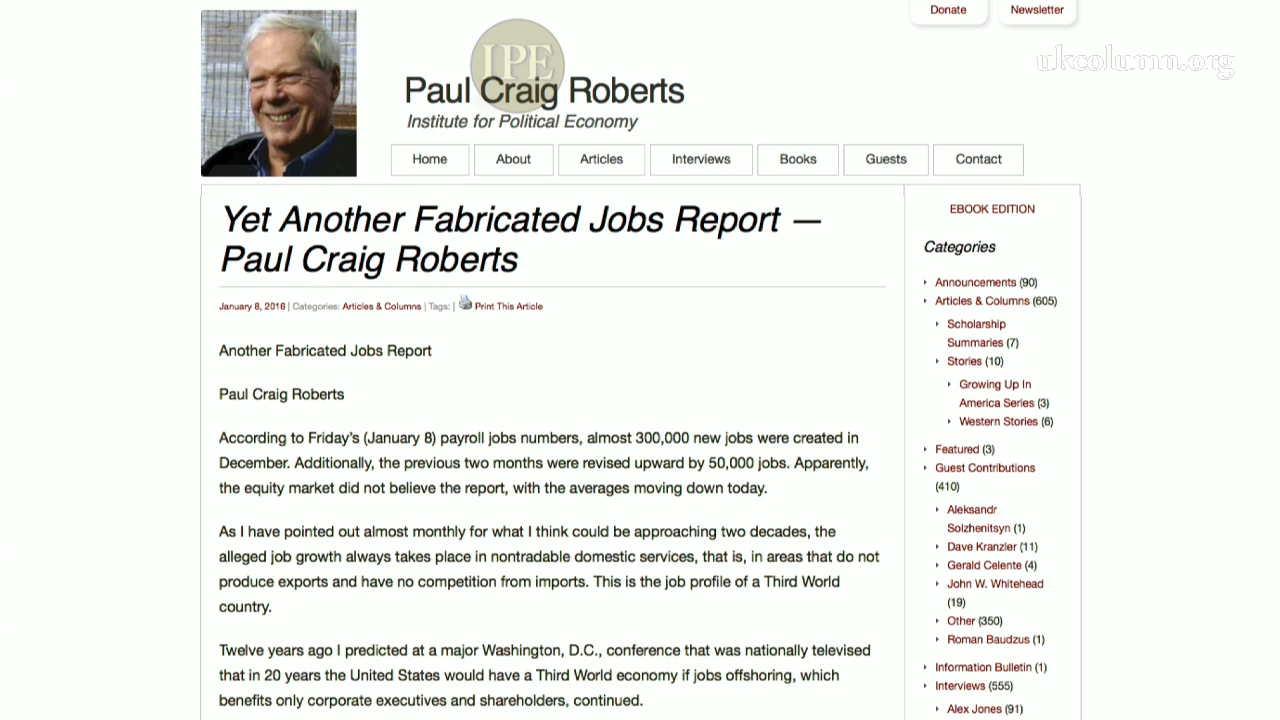 Donate
Newsletter
ukcolumn.org
IPE
Paul Craig Roberts
Institute for Political Economy
Home
About
Articles
Interviews
Books
Guests
Contact
Yet Another Fabricated Jobs Report —
Paul Craig Roberts
January 8, 2016 | Categories: Articles & Columns | Tags: | Print This Article
Another Fabricated Jobs Report
Paul Craig Roberts
According to Friday's (January 8) payroll jobs numbers, almost 300,000 new jobs were created in
December. Additionally, the previous two months were revised upward by 50,000 jobs. Apparently,
the equity market did not believe the report, with the averages moving down today.
As I have pointed out almost monthly for what I think could be approaching two decades, the
alleged job growth always takes place in nontradable domestic services, that is, in areas that do not
produce exports and have no competition from imports. This is the job profile of a Third World
country.
Twelve years ago I predicted at a major Washington, D.C., conference that was nationally televised
that in 20 years the United States would have a Third World economy if jobs offshoring, which
benefits only corporate executives and shareholders, continued.
EBOOK EDITION
Categories
Announcements (90)
Articles & Columns (605)
Scholarship
Summaries (7)
Stories (10)
Growing Up In
America Series (3)
Western Stories (6)
Featured (3)
Guest Contributions
(410)
Aleksandr
Solzhenitsyn (1)
Dave Kranzler (11)
Gerald Celente (4)
John W. Whitehead
(19)
Other (350)
Roman Baudzus (1)
Information Bulletin (1)
Interviews (555)
Alex Jones (91)